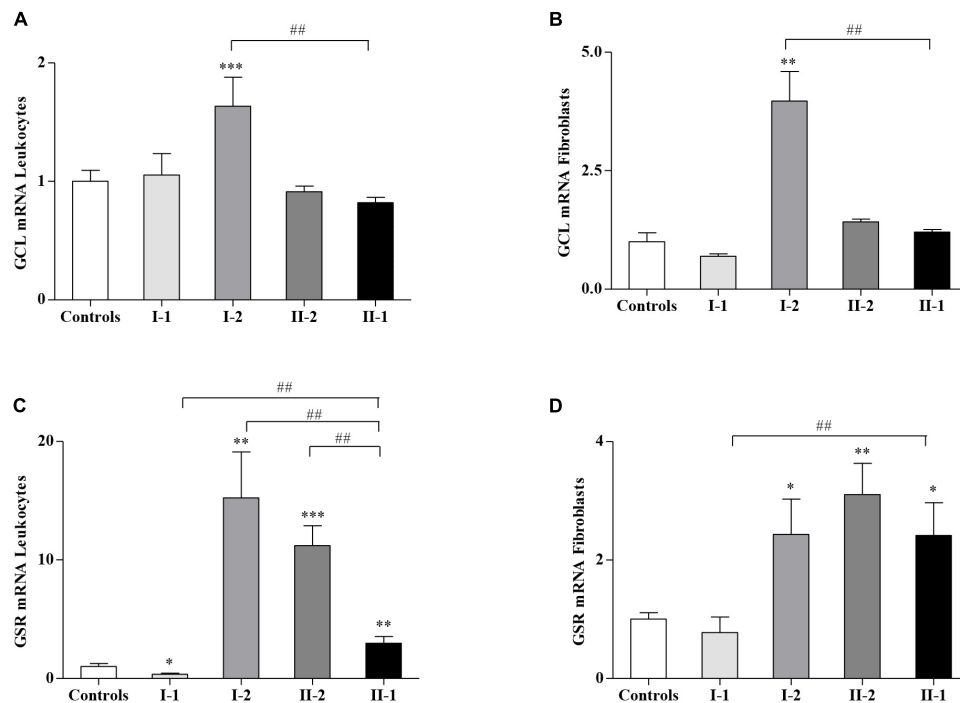 A
GCL mRNA Leukocytes
##
***
2
1
0
Controls I-1 I-2 II-2 II-1
B
GCL mRNA Fibroblasts
##
**
5.0
2.5
0.0
Controls I-1 I-2 II-2 II-1
C
GSR mRNA Leukocytes
##
##
##
20
10
0
*
**
***
**
Controls I-1 I-2 II-2 II-1
D
GSR mRNA Fibroblasts
##
4
2
0
*
**
*
Controls I-1 I-2 II-2 II-1